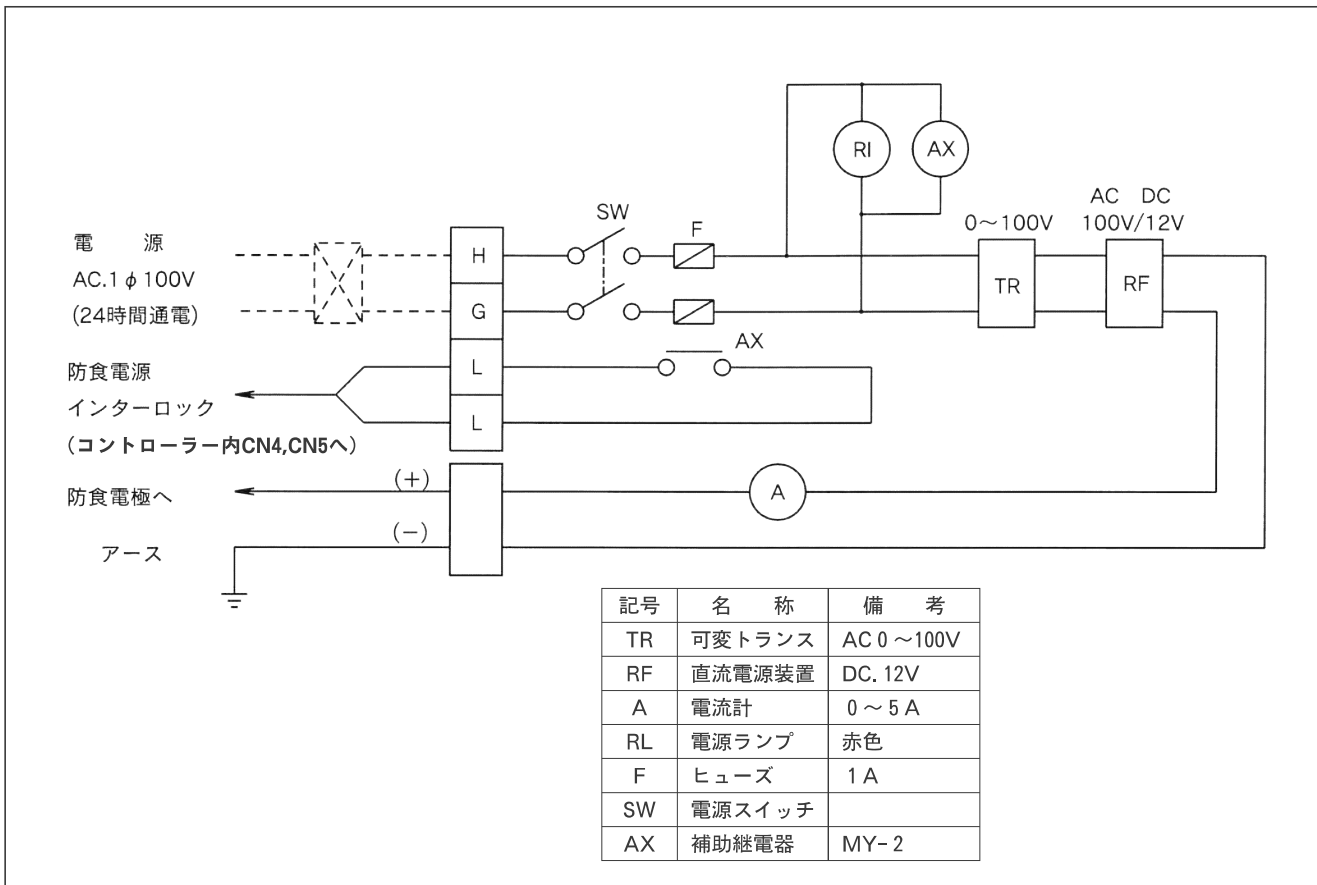 RI AX
SW
F
0～100V
AC DC
100V/12V
電 源
AC.1φ100V
(24時間通電)
H
G
TR
RF
防食電源
インターロック
(コントローラー内CN4,CN5へ)
L
L
AX
防食電極へ
(+)
A
アース
(−)
記号 名 称 備 考
TR 可変トランス AC 0 ～100V
RF 直流電源装置 DC. 12V
A 電流計 0 ～ 5 A
RL 電源ランプ 赤色
F ヒューズ 1 A
SW 電源スイッチ
AX 補助継電器 MY-2